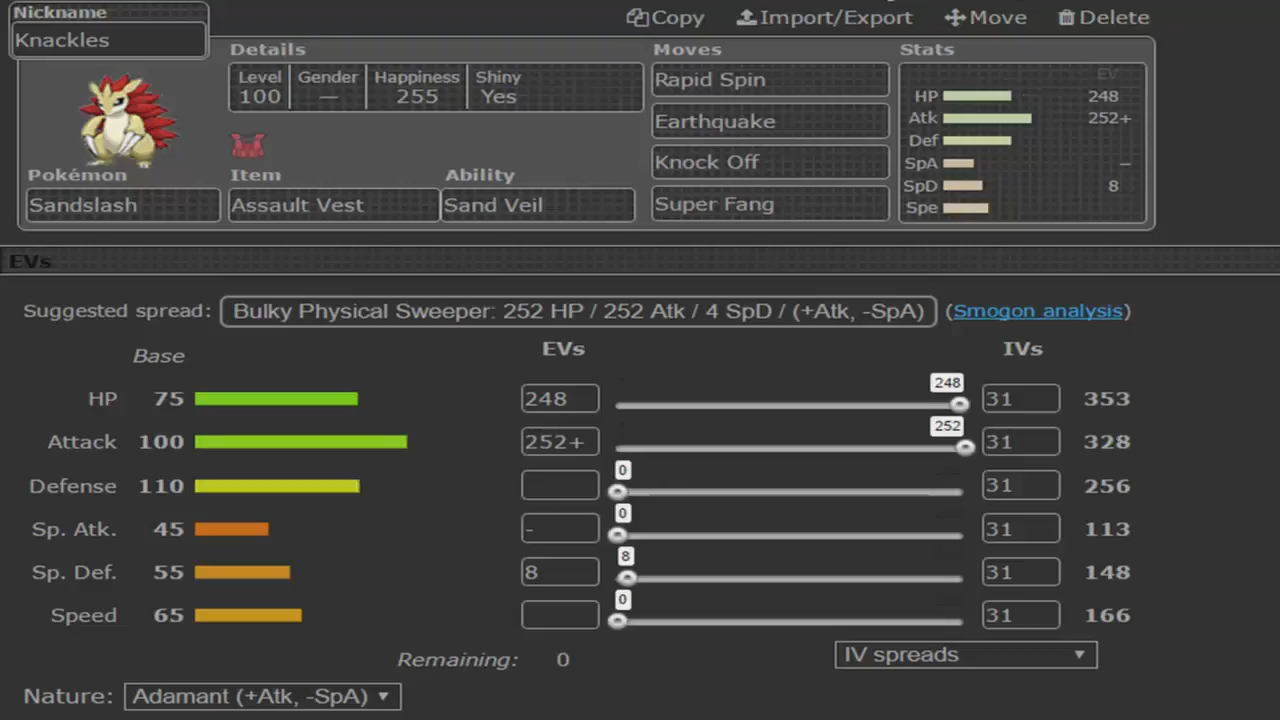 Nickname
Knackles
Copy Import/Export Move Delete
Details
Moves
Stats
Level Gender Happiness Shiny
100 — 255 Yes
Rapid Spin
Earthquake
Knock Off
Super Fang
EV
HP 248
Atk 252+
Def
SpA –
SpD 8
Spe
Pokémon Item Ability
Sandslash Assault Vest Sand Veil
EVs
Suggested spread: Bulky Physical Sweeper: 252 HP / 252 Atk / 4 SpD / (+Atk, -SpA) (Smogon analysis)
Base EVs IVs
HP 75 248 248 31 353
Attack 100 252+ 252 31 328
Defense 110 0 31 256
Sp. Atk. 45 - 0 31 113
Sp. Def. 55 8 8 31 148
Speed 65 0 31 166
Remaining: 0 IV spreads
Nature: Adamant (+Atk, -SpA)